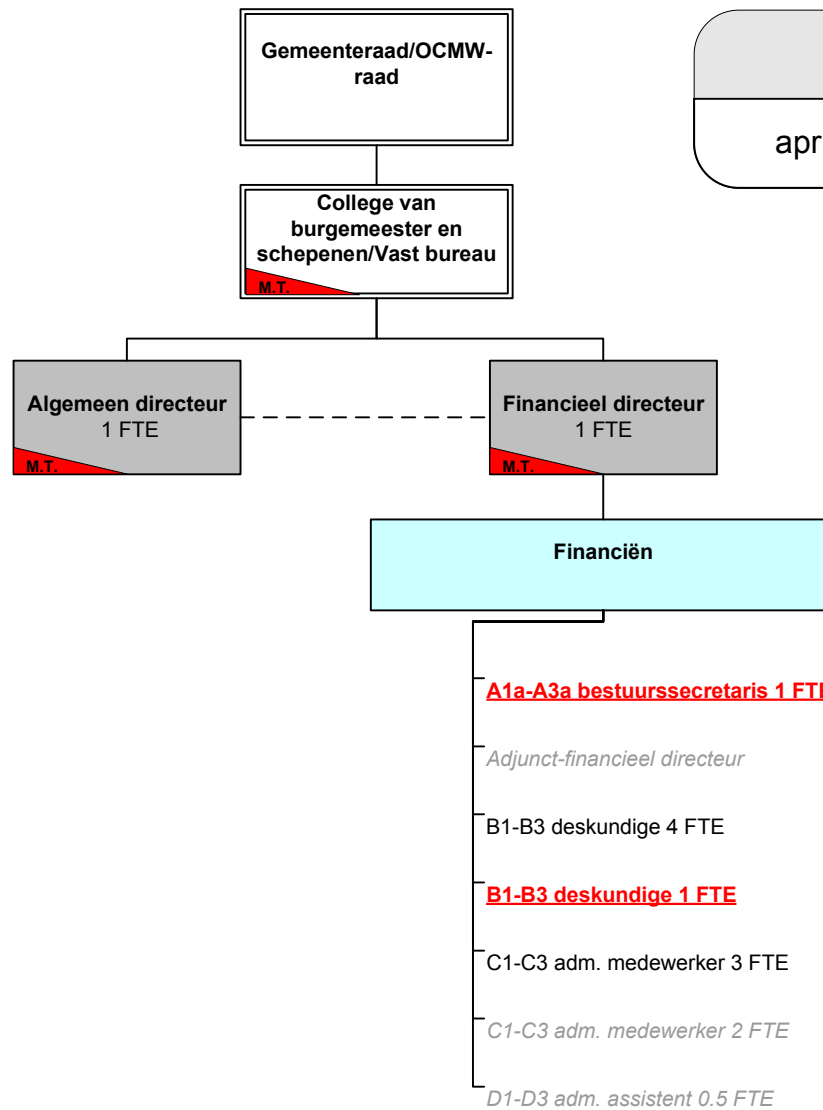 Gemeenteraad/OCMW-
raad
apr
College van
burgemeester en
schepenen/Vast bureau
M.T.
Algemeen directeur
1 FTE
M.T.
Financieel directeur
1 FTE
M.T.
Financiën
A1a-A3a bestuurssecretaris 1 FTE
Adjunct-financieel directeur
B1-B3 deskundige 4 FTE
B1-B3 deskundige 1 FTE
C1-C3 adm. medewerker 3 FTE
C1-C3 adm. medewerker 2 FTE
D1-D3 adm. assistent 0.5 FTE